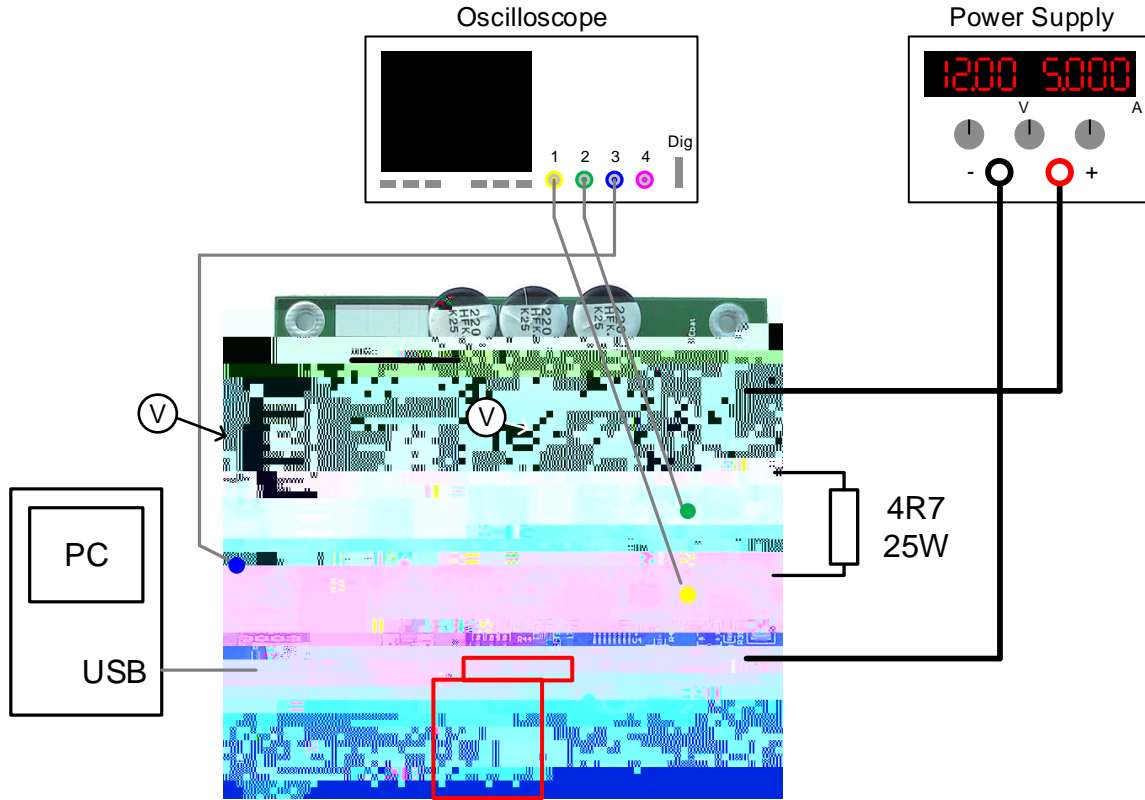 Oscilloscope
Power Supply
12.00 5.000
V A
Dig
1 2 3 4
- +
220
HFK
K25
220
HFK
K25
220
HFK.
K25
V
V
4R7
25W
PC
USB
R44